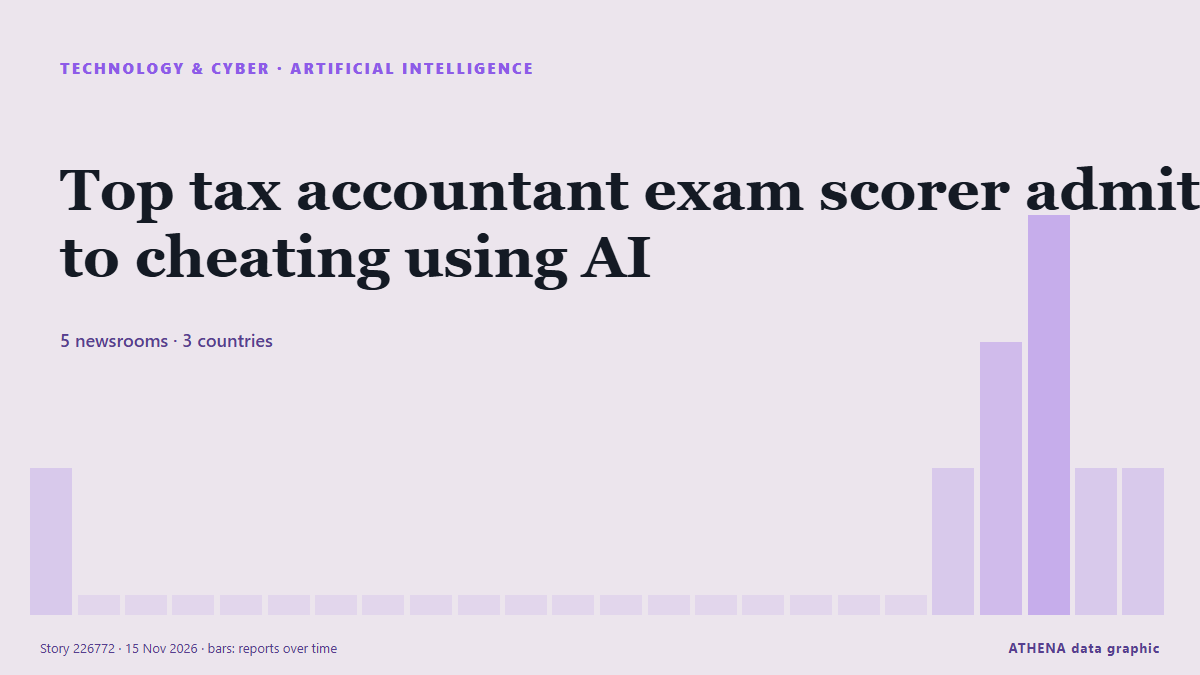 TECHNOLOGY & CYBER · ARTIFICIAL INTELLIGENCE
Top tax accountant exam scorer admit
to cheating using AI
5 newsrooms · 3 countries
Story 226772 · 15 Nov 2026 · bars: reports over time
ATHENA data graphic